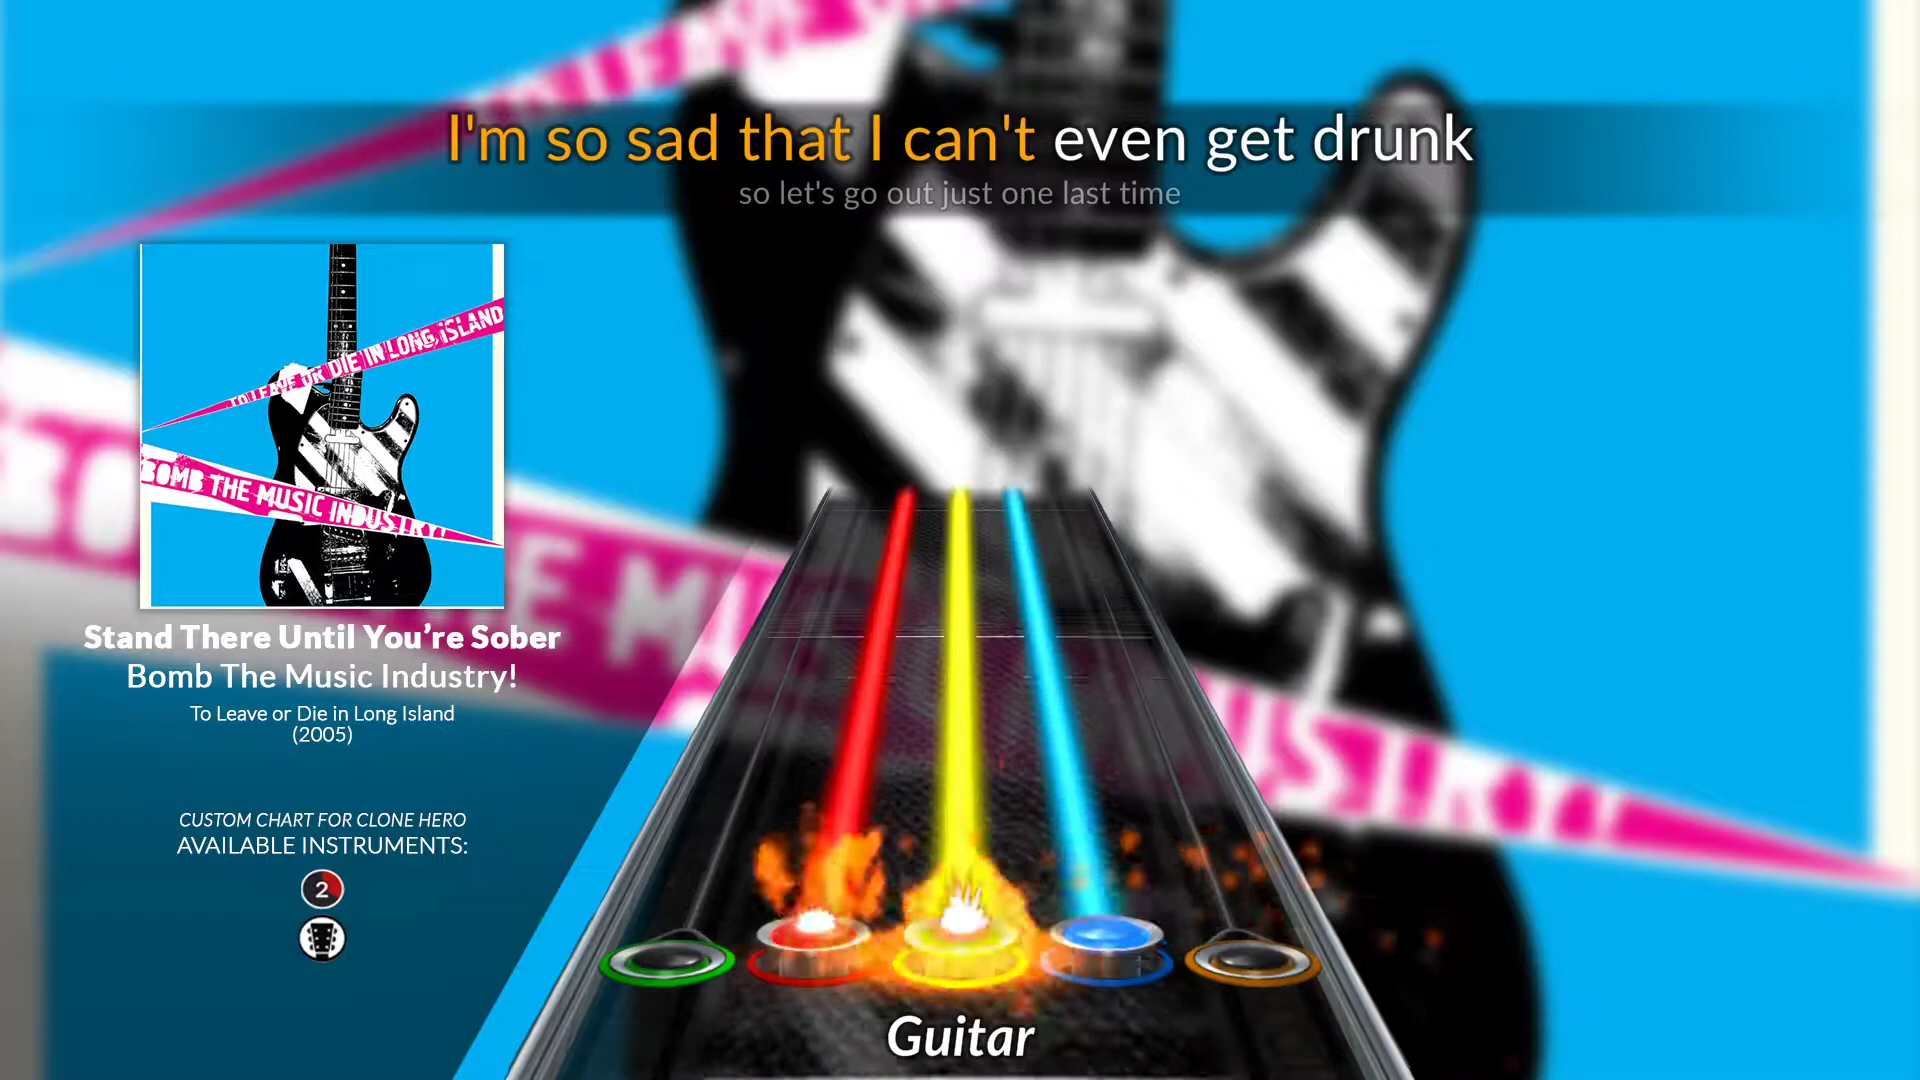 I'm so sad that I can't even get drunk
so let's go out just one last time
TO LEAVE OR DIE IN LONG ISLAND
BOMB THE MUSIC INDUSTRY!
Stand There Until You’re Sober
Bomb The Music Industry!
To Leave or Die in Long Island
(2005)
CUSTOM CHART FOR CLONE HERO
AVAILABLE INSTRUMENTS:
2
Guitar